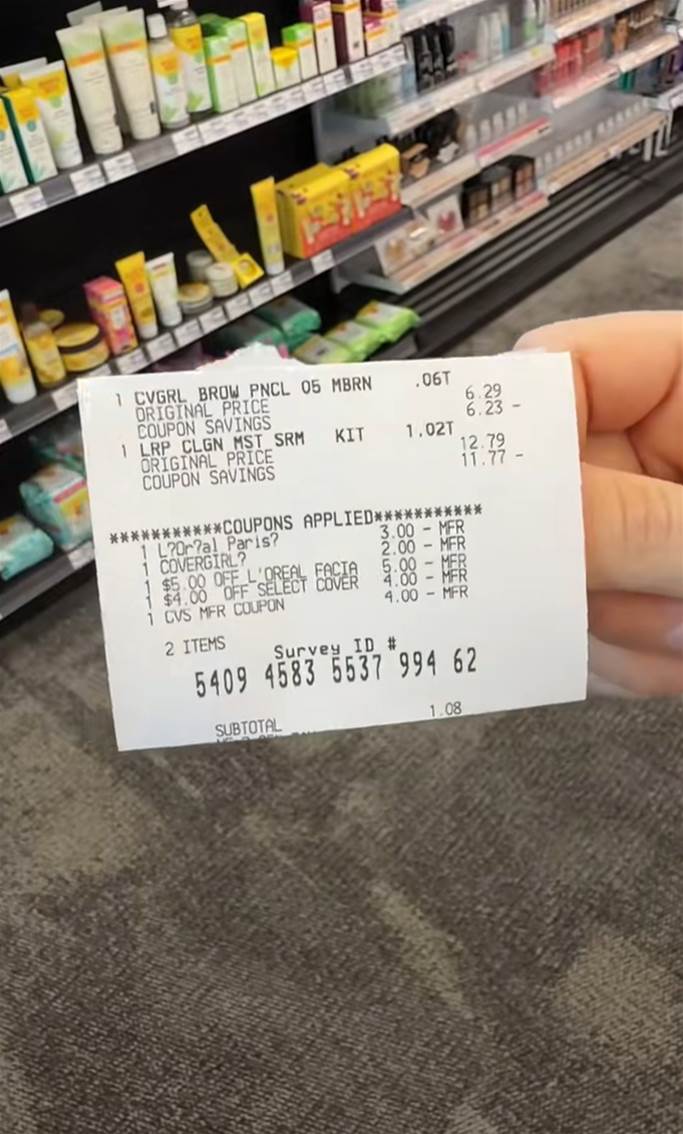 1 CVGRL BROW PNCL 05 MBRN .06T
ORIGINAL PRICE 6.29
COUPON SAVINGS 6.23 -
1 LRP CLGN MST SRM KIT 1.02T
ORIGINAL PRICE 12.79
COUPON SAVINGS 11.77 -
***********COUPONS APPLIED***********
1 L?Or?al Paris? 3.00 - MFR
1 COVERGIRL? 2.00 - MFR
1 $5.00 OFF L'OREAL FACIA 5.00 - MFR
1 $4.00 OFF SELECT COVER 4.00 - MFR
1 CVS MFR COUPON 4.00 - MFR
2 ITEMS
Survey ID #
5409 4583 5537 994 62
SUBTOTAL 1.08